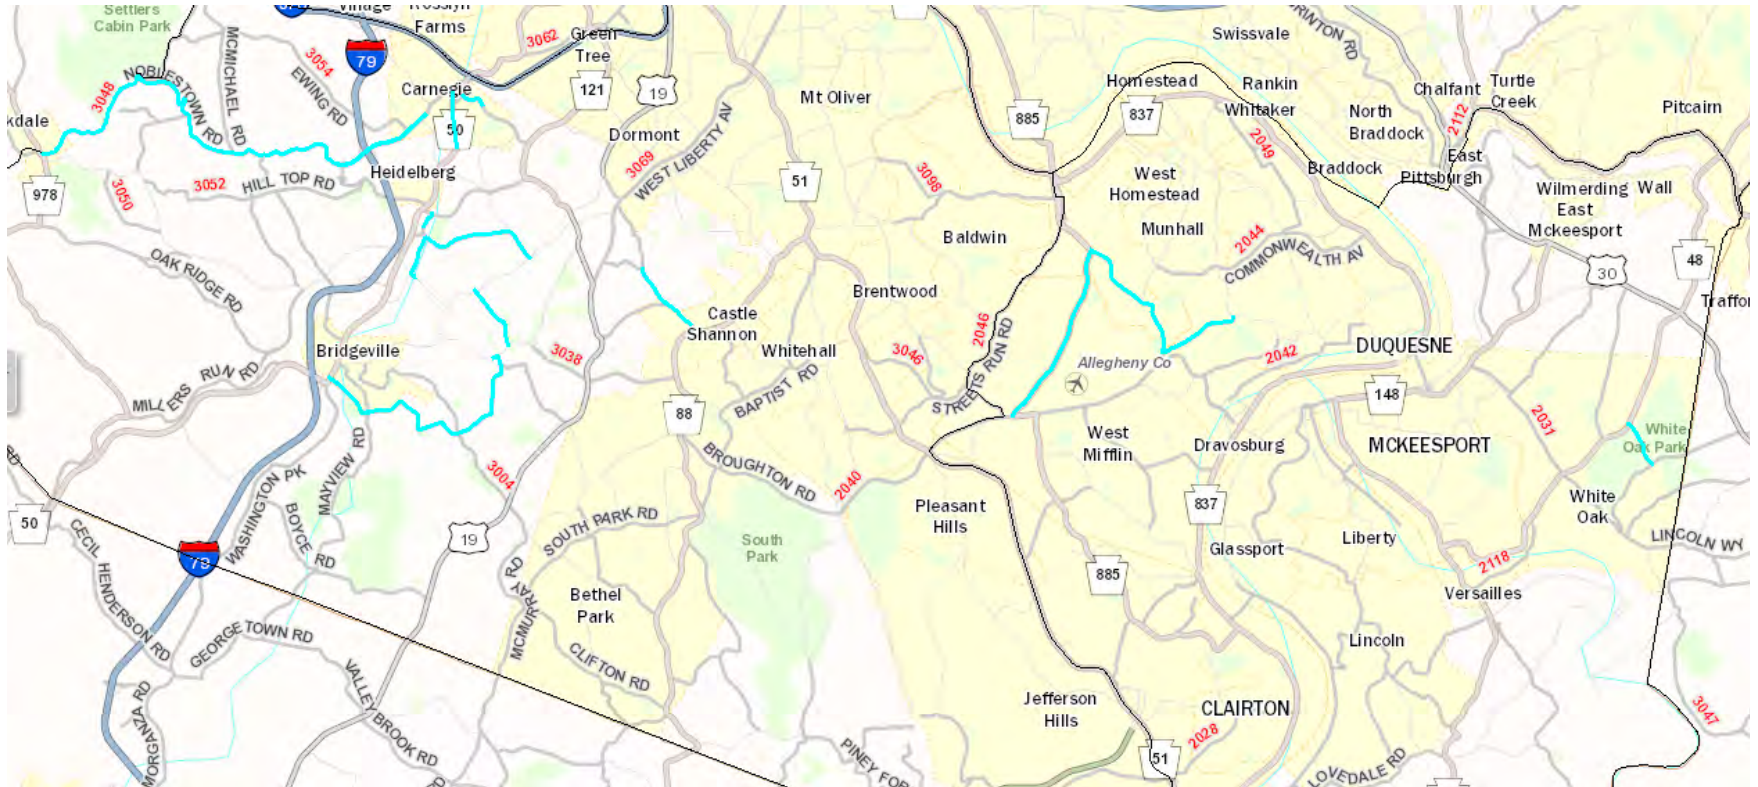 Settlers
Cabin Park
Village
Rosslyn
Farms
3062
Green
Tree
Swissvale
BRINTON RD
MCMICHAEL RD
3054
EWING RD
79
NOBLESTOWN RD
3048
Carnegie
121
19
Mt Oliver
Homestead
Rankin
Chalfant
Turtle
Creek
Pitcairn
kdale
50
Dormont
WEST LIBERTY AV
3069
885
837
Whitaker
2049
North
Braddock
2112
East
Pittsburgh
Braddock
Heidelberg
978
3050
3052
HILL TOP RD
51
3098
West
Homestead
Wilmerding
Wall
East
Mckeesport
Munhall
2044
COMMONWEALTH AV
Baldwin
OAK RIDGE RD
30
48
Traffor
Brentwood
Castle
Shannon
Whitehall
2046
STREETS RUN RD
3046
Bridgeville
3038
Allegheny Co
2042
DUQUESNE
MILLERS RUN RD
BAPTIST RD
88
148
2031
White
Oak Park
West
Mifflin
Dravosburg
MCKEESPORT
RD
MAYVIEW RD
WASHINGTON PK
3004
BROUGHTON RD
2040
Pleasant
Hills
837
White
Oak
50
BOYCE RD
19
SOUTH PARK RD
South
Park
Glassport
Liberty
LINCOLN WY
CECIL HENDERSON RD
79
2118
Versailles
885
Bethel
Park
MCMURRAY RD
GEORGETOWN RD
CLIFTON RD
Lincoln
VALLEY BROOK RD
MORGANZA RD
Jefferson
Hills
CLAIRTON
2028
3047
51
PINEY FOR
LOVEDALE RD
RD